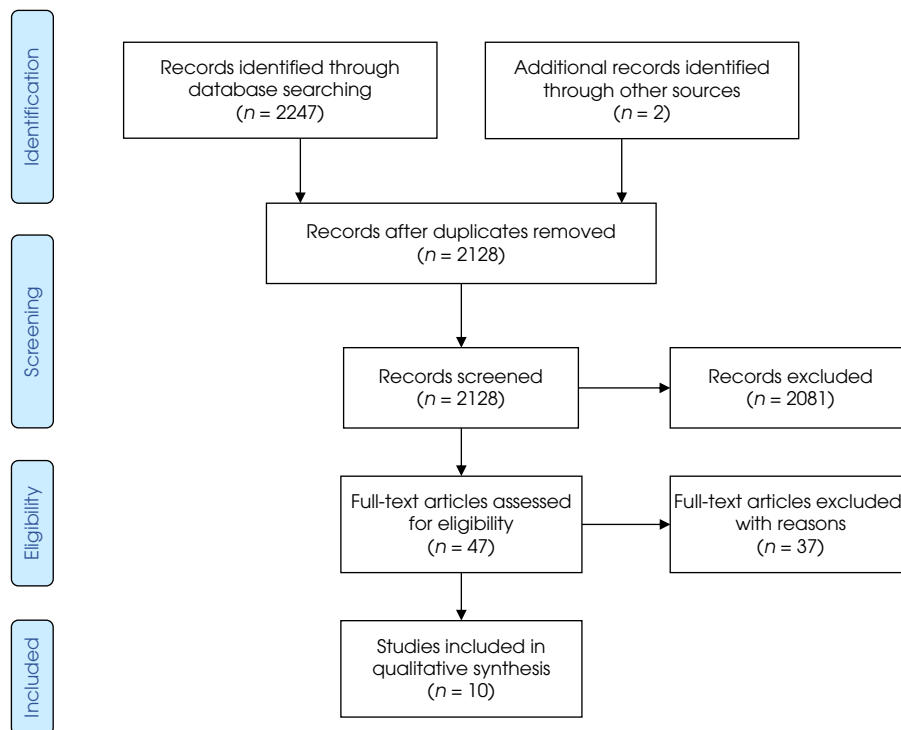 Identification
Records identified through
database searching
(n = 2247)
Additional records identified
through other sources
(n = 2)
Records after duplicates removed
(n = 2128)
Screening
Records screened
(n = 2128)
Records excluded
(n = 2081)
Eligibility
Full-text articles assessed
for eligibility
(n = 47)
Full-text articles excluded
with reasons
(n = 37)
Included
Studies included in
qualitative synthesis
(n = 10)